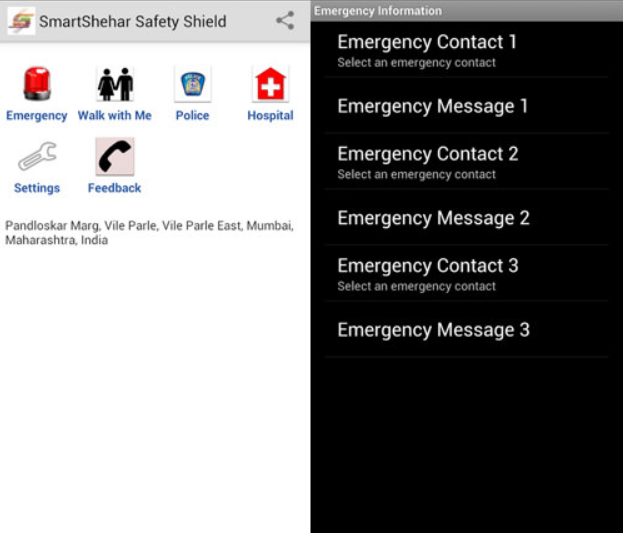 SmartShehar Safety Shield
Emergency
Walk with Me
Police
Hospital
Settings
Feedback
Pandloskar Marg, Vile Parle, Vile Parle East, Mumbai,
Maharashtra, India
Emergency Information
Emergency Contact 1
Select an emergency contact
Emergency Message 1
Emergency Contact 2
Select an emergency contact
Emergency Message 2
Emergency Contact 3
Select an emergency contact
Emergency Message 3